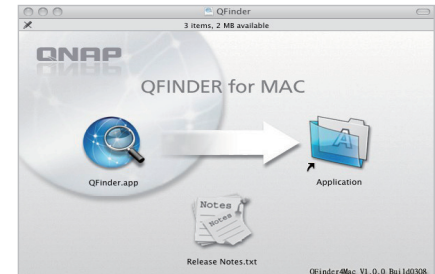 QFinder
3 items, 2 MB available
QNAP
QFINDER for MAC
A
QFinder.app
Application
Notes
Notes
Release Notes.txt
QFinder4Mac V1.0.0 Build0308